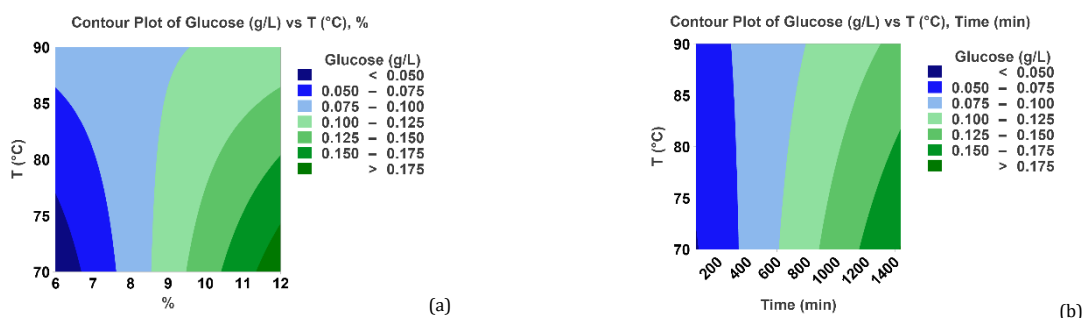 Contour Plot of Glucose (g/L) vs T (°C), %
90
85
80
75
70
T (°C)
6 7 8 9 10 11 12
%
Glucose (g/L)
< 0.050
0.050 – 0.075
0.075 – 0.100
0.100 – 0.125
0.125 – 0.150
0.150 – 0.175
> 0.175
(a)
Contour Plot of Glucose (g/L) vs T (°C), Time (min)
90
85
80
75
70
T (°C)
200 400 600 800 1000 1200 1400
Time (min)
Glucose (g/L)
< 0.050
0.050 – 0.075
0.075 – 0.100
0.100 – 0.125
0.125 – 0.150
0.150 – 0.175
> 0.175
(b)